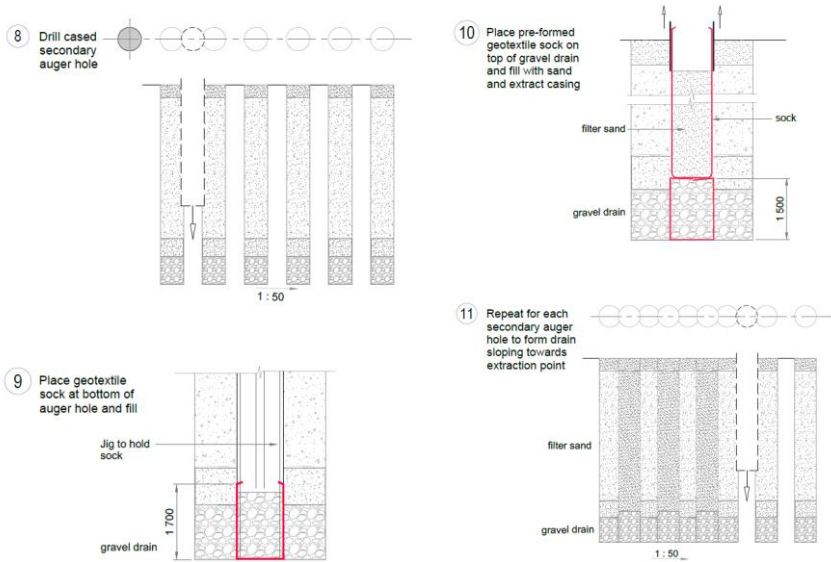 8
Drill cased
secondary
auger hole
1 : 50
9
Place geotextile
sock at bottom of
auger hole and fill
Jig to hold
sock
1 700
gravel drain
10
Place pre-formed
geotextile sock on
top of gravel drain
and fill with sand
and extract casing
filter sand
sock
gravel drain
1 500
11
Repeat for each
secondary auger
hole to form drain
sloping towards
extraction point
filter sand
gravel drain
1 : 50